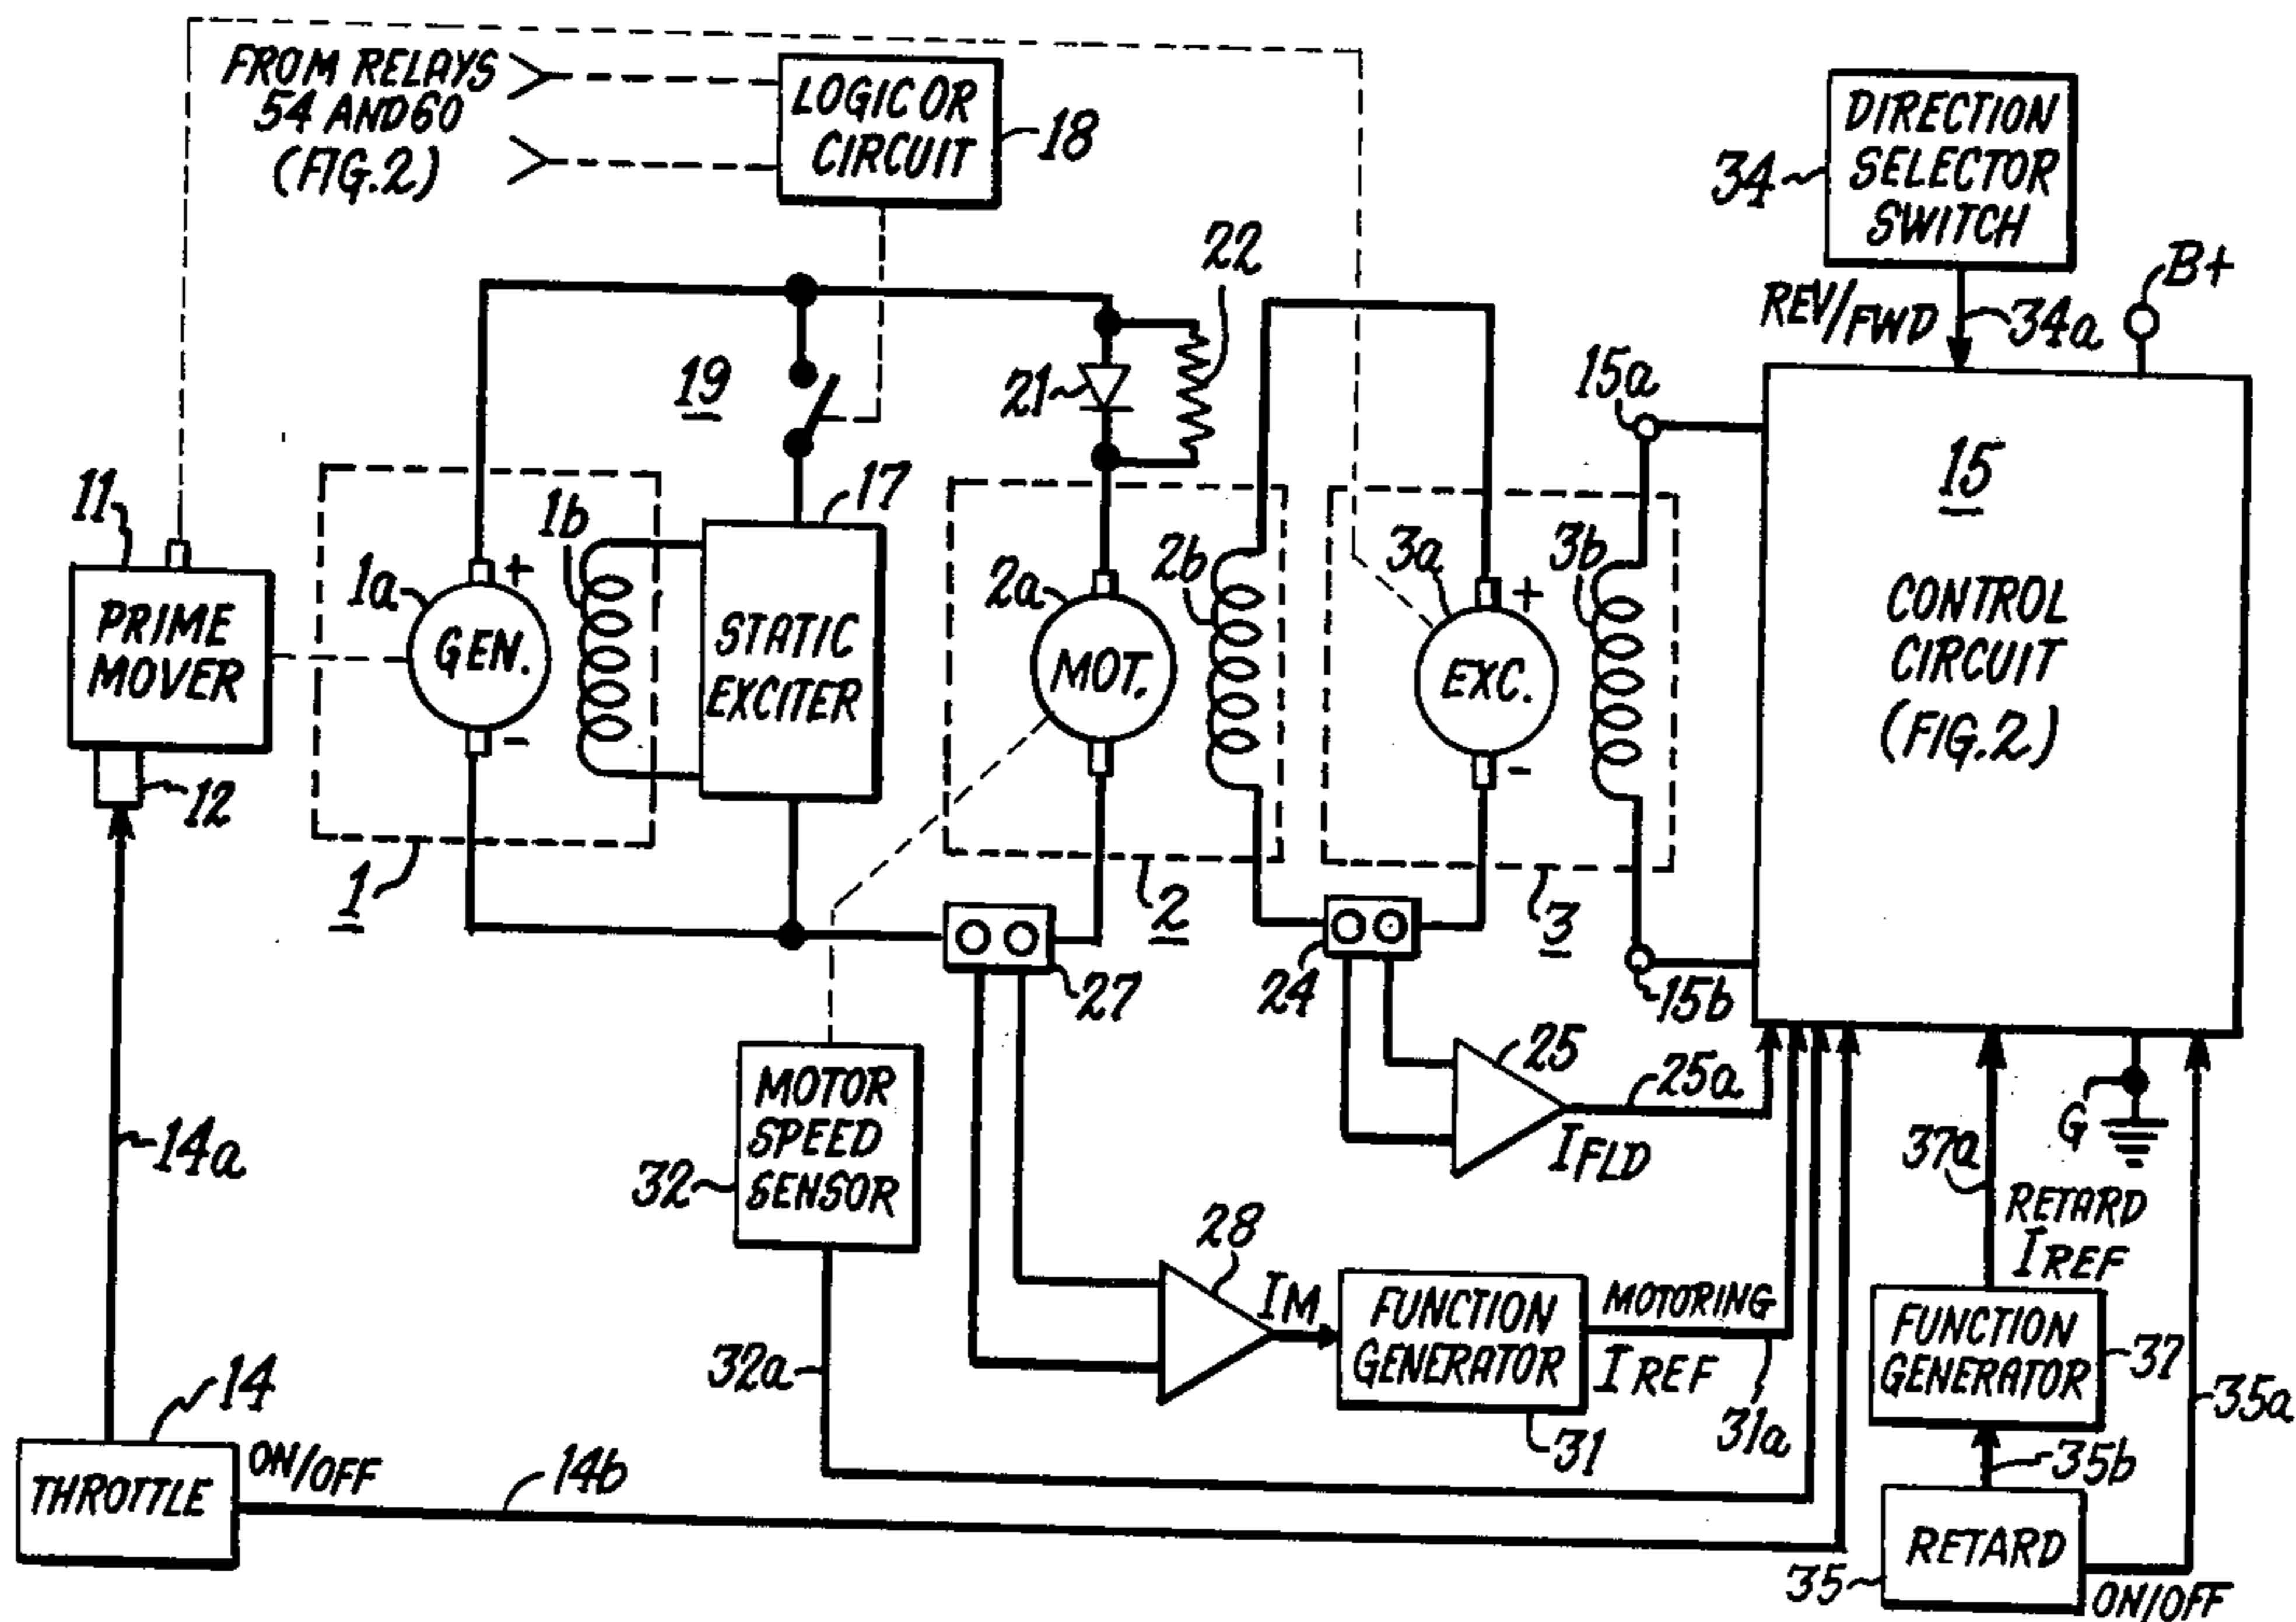 FROM RELAYS
54 AND 60
(FIG.2)
LOGIC OR
CIRCUIT
18
DIRECTION
SELECTOR
SWITCH
34
REV/FWD
34a
B+
22
19
21
15a
15
CONTROL
CIRCUIT
(FIG.2)
11
PRIME
MOVER
12
1a
GEN.
+
-
1b
1
17
STATIC
EXCITER
2a
MOT.
2b
2
3a
EXC.
+
-
3b
3
27
24
15b
25
25a
IFLD
G
14a
32
MOTOR
SPEED
SENSOR
32a
28
IM
FUNCTION
GENERATOR
31
MOTORING
IREF
31a
37a
RETARD
IREF
FUNCTION
GENERATOR
37
35a
35b
14
THROTTLE
ON/OFF
14b
RETARD
35
ON/OFF